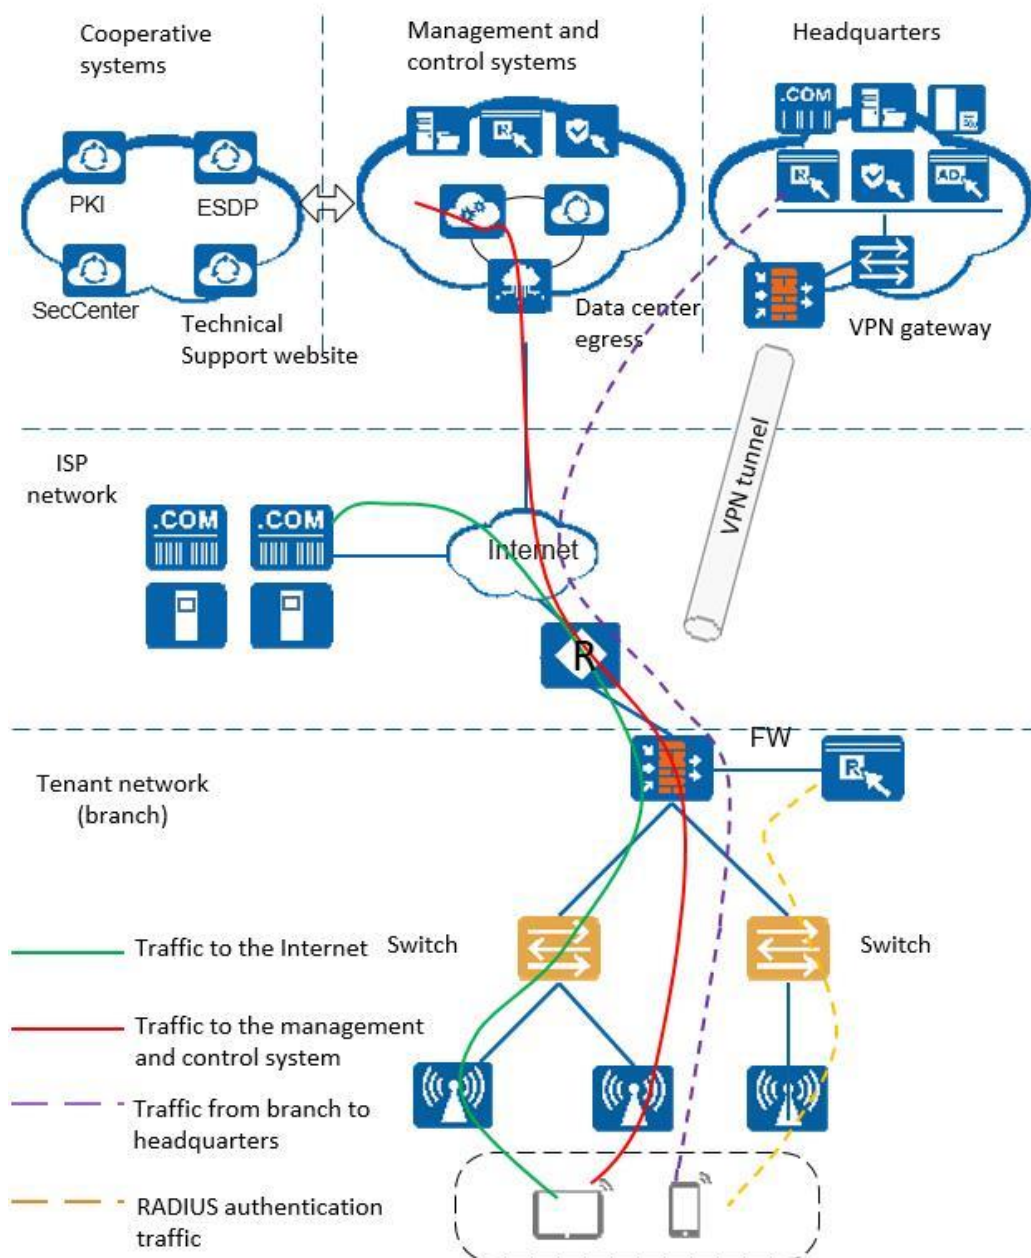 Cooperative
systems
Management and
control systems
Headquarters
.COM
R
R
AD
PKI
ESDP
SecCenter
Technical
Support website
Data center
egress
VPN gateway
VPN tunnel
ISP
network
.COM
.COM
Internet
R
FW
R
Tenant network
(branch)
Switch
Switch
Traffic to the Internet
Traffic to the management
and control system
Traffic from branch to
headquarters
RADIUS authentication
traffic